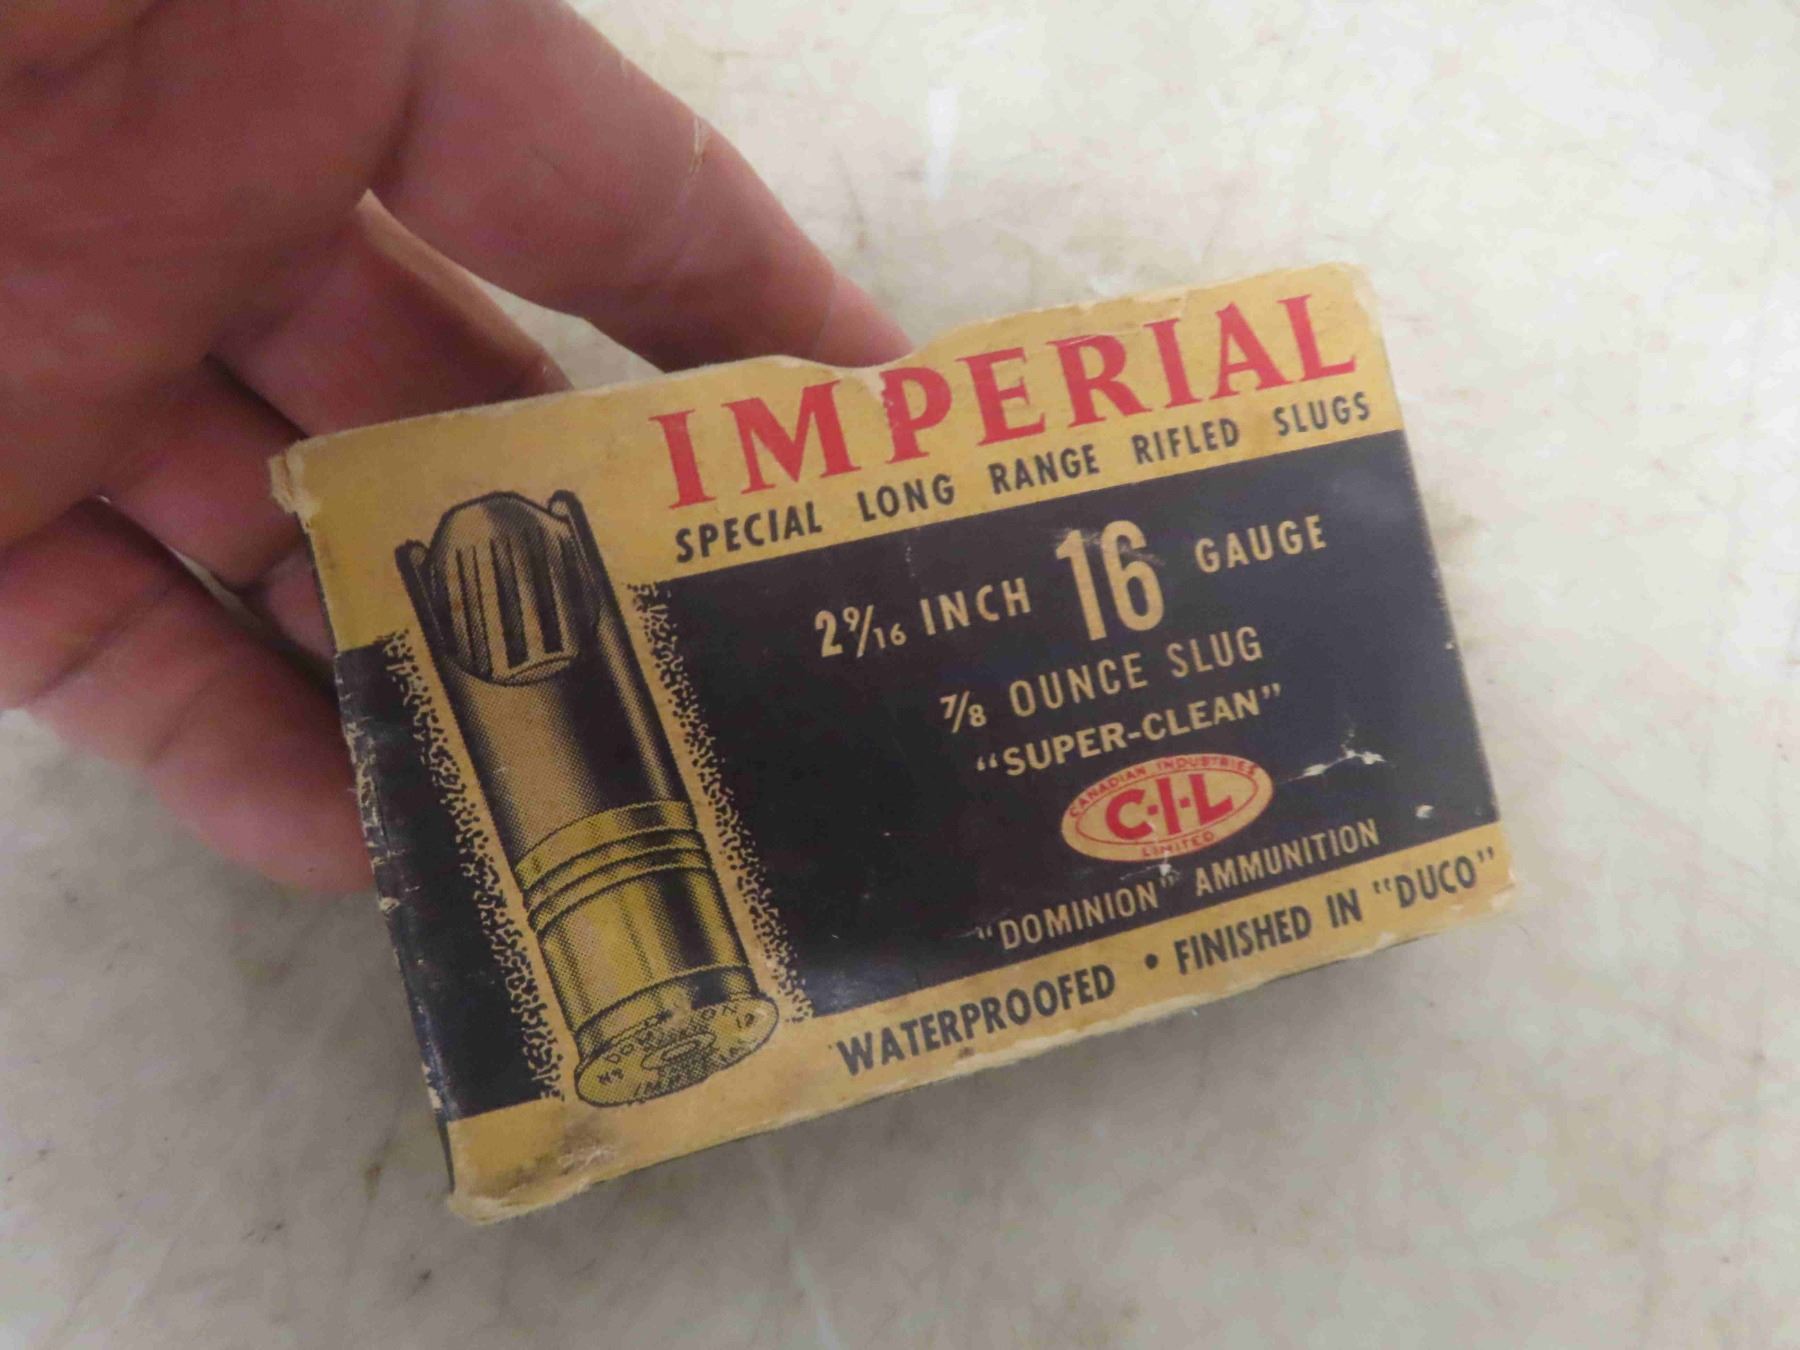 IMPERIAL
SPECIAL LONG RANGE RIFLED SLUGS
2 9/16 INCH 16 GAUGE
7/8 OUNCE SLUG
"SUPER-CLEAN"
CANADIAN INDUSTRIES
C-I-L
LIMITED
"DOMINION" AMMUNITION
WATERPROOFED • FINISHED IN "DUCO"